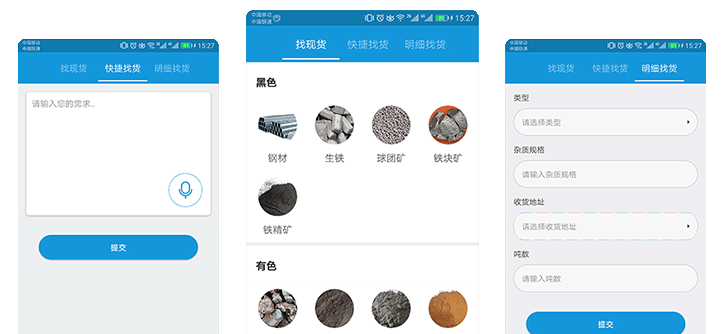 中国移动
中国联通
15:27
找现货 快捷找货 明细找货
请输入您的需求..
提交
中国移动
中国联通
15:27
找现货 快捷找货 明细找货
黑色
钢材 生铁 球团矿 铁块矿
铁精矿
有色
中国移动
中国联通
15:27
找现货 快捷找货 明细找货
类型
请选择类型
杂质规格
请输入杂质规格
收货地址
请选择收货地址
吨数
请输入吨数
提交